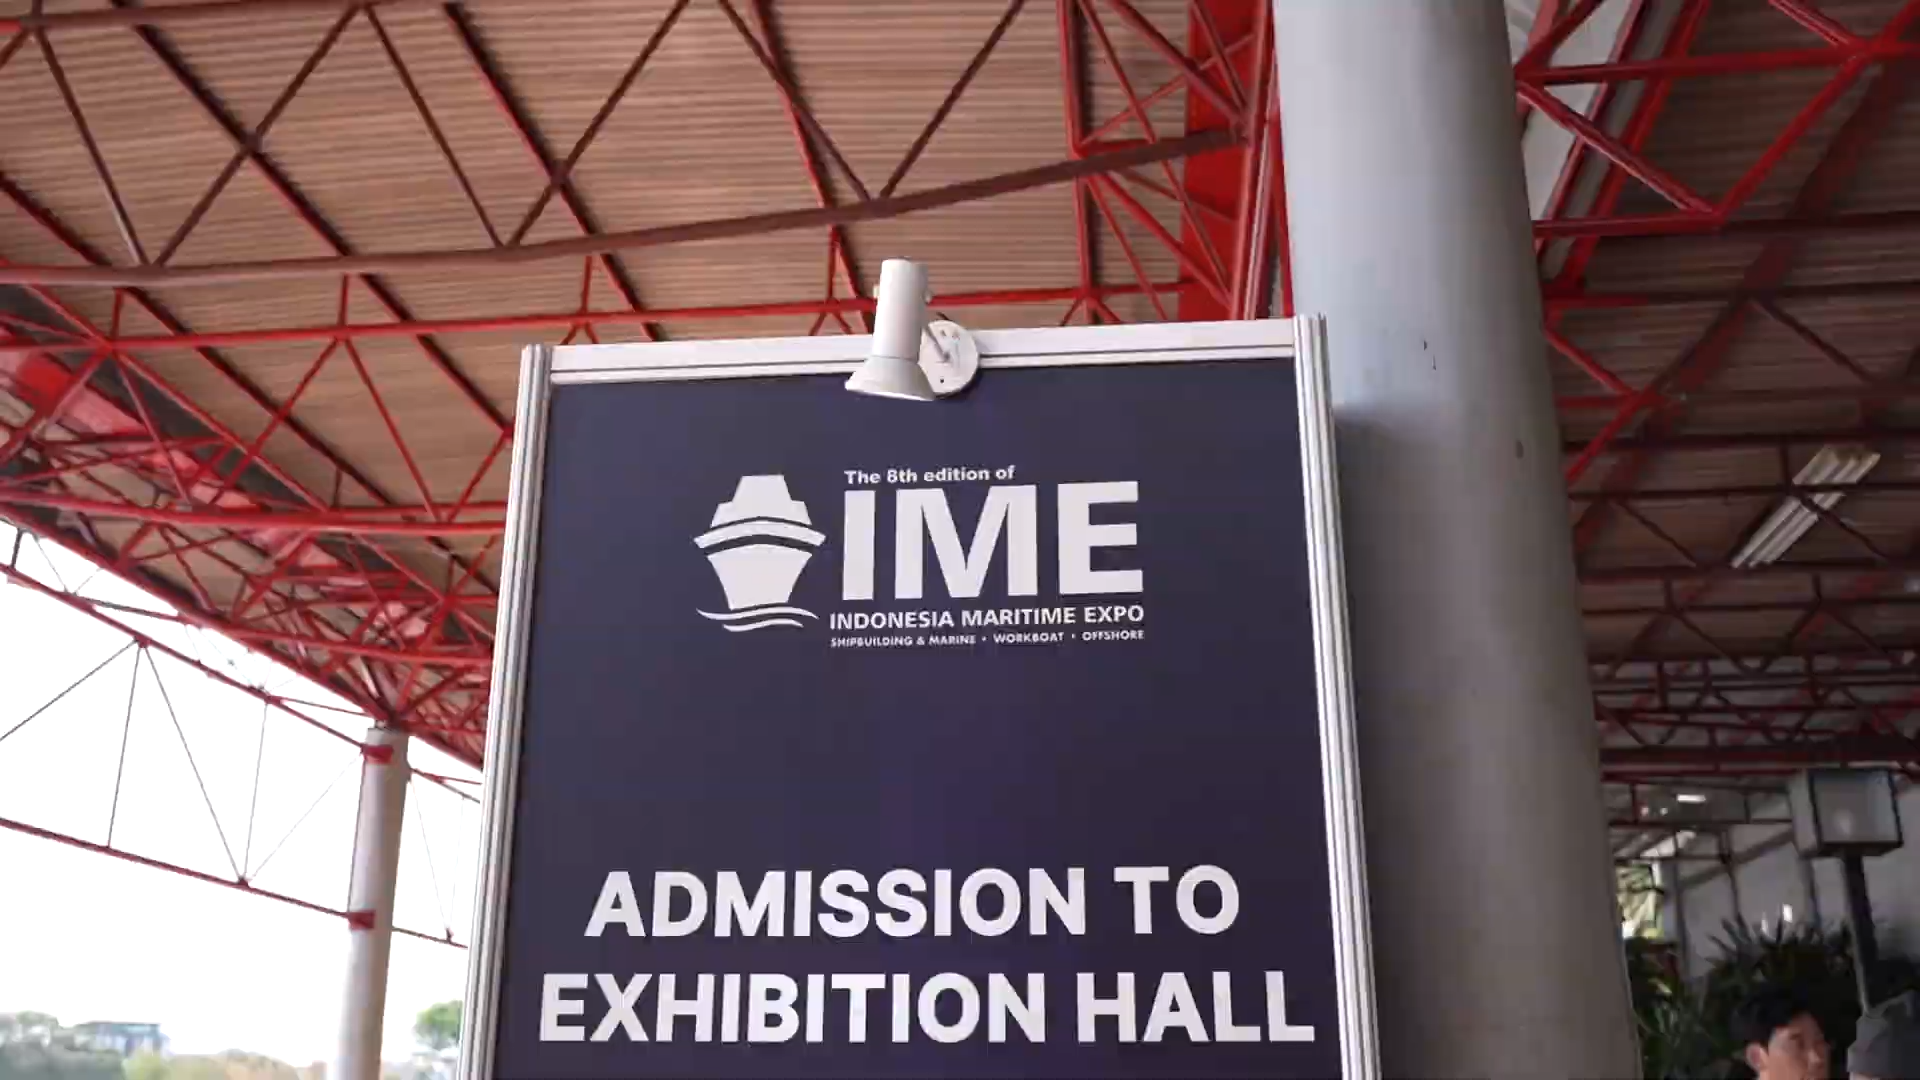 The 8th edition of
IME
INDONESIA MARITIME EXPO
SHIPBUILDING & MARINE • WORKBOAT • OFFSHORE
ADMISSION TO
EXHIBITION HALL